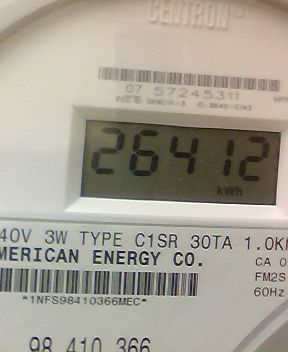 CENTRON
07 57245311
26412
kWh
40V 3W TYPE C1SR 30TA 1.0K
MERICAN ENERGY CO.
CA 0
FM2S
60Hz
*1NFS98410366MEC*
98 410 366